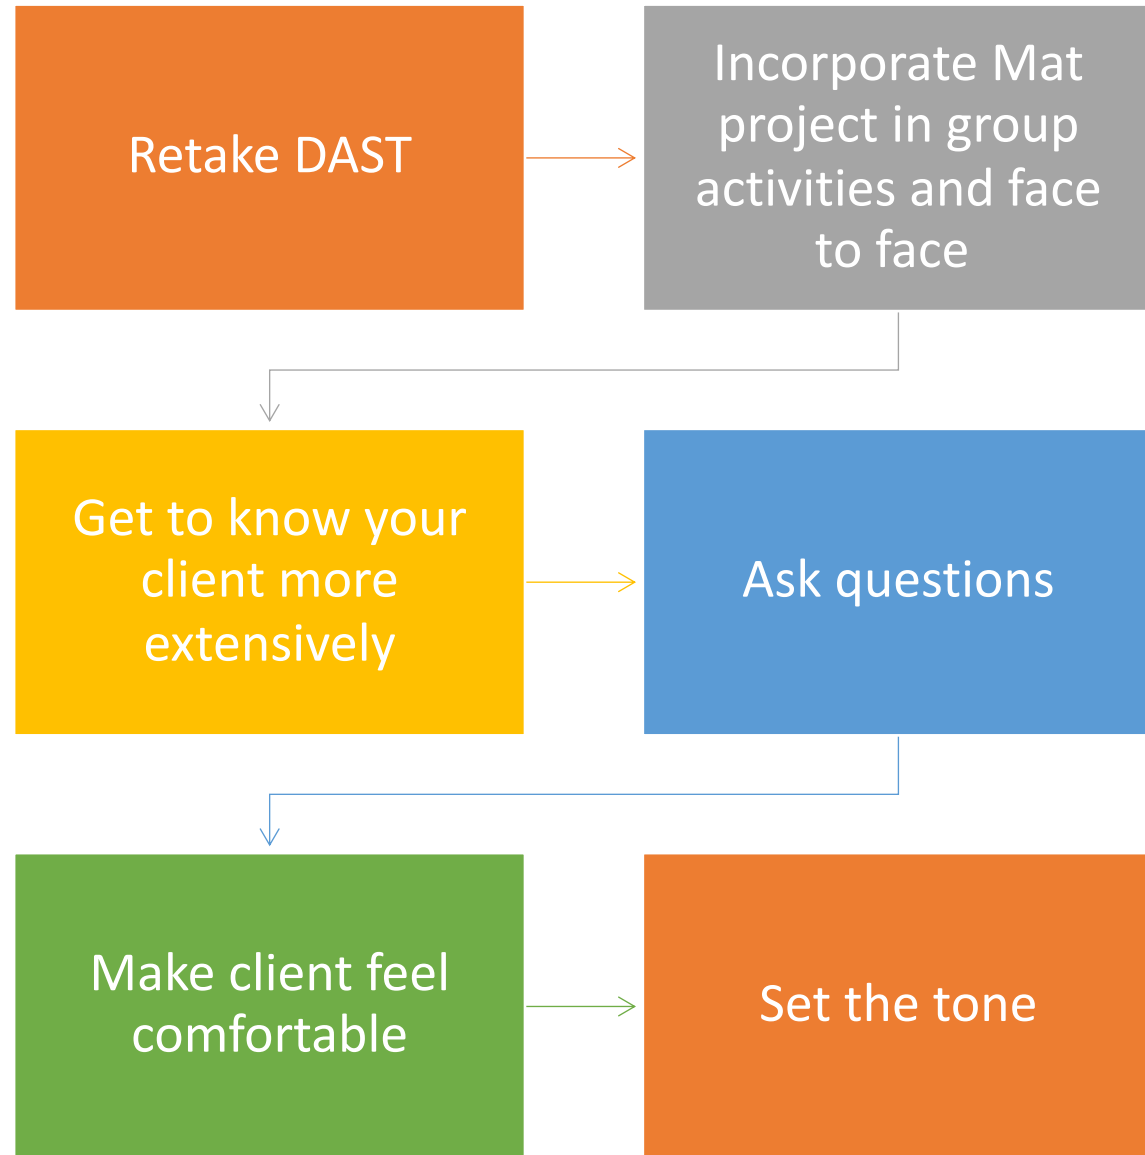 Retake DAST
Incorporate Mat
project in group
activities and face
to face
Get to know your
client more
extensively
Ask questions
Make client feel
comfortable
Set the tone